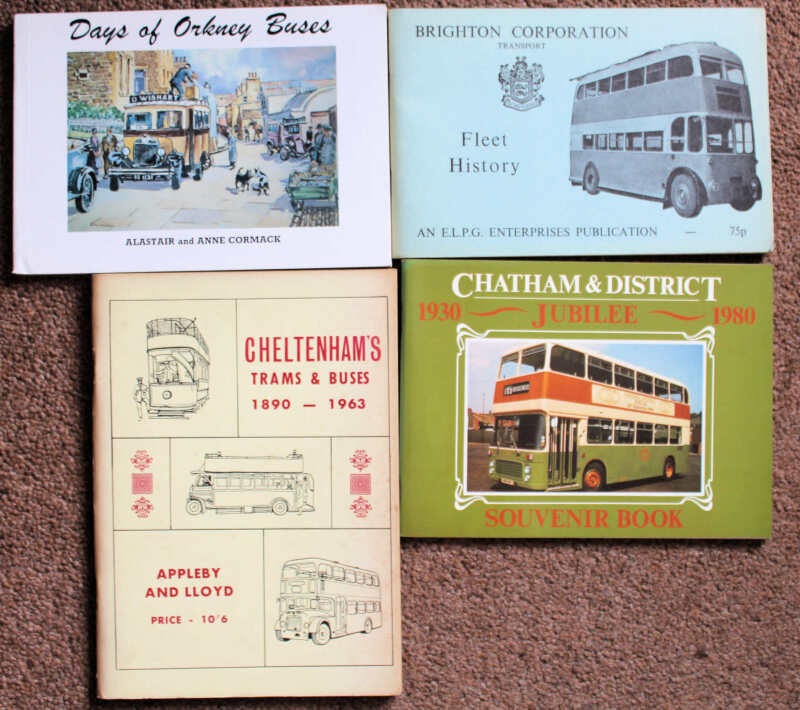 Days of Orkney Buses
D. WISHART
ALASTAIR and ANNE CORMACK
BRIGHTON CORPORATION
TRANSPORT
Fleet
History
AN E.L.P.G. ENTERPRISES PUBLICATION — 75p
CHELTENHAM'S
TRAMS & BUSES
1890 — 1963
APPLEBY
AND LLOYD
PRICE - 10'6
CHATHAM & DISTRICT
1930 JUBILEE 1980
SOUVENIR BOOK